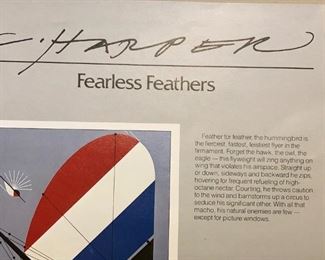 C. HARPER
Fearless Feathers
Feather for feather, the hummingbird is
the fiercest, fastest, feistiest flyer in the
firmament. Forget the hawk, the owl, the
eagle — this flyweight will zing anything on
wing that violates his airspace. Straight up
or down, sideways and backward he zips,
hovering for frequent refueling of high-
octane nectar. Courting, he throws caution
to the wind and barnstorms up a circus to
seduce his significant other. With all that
macho, his natural enemies are few —
except for picture windows.